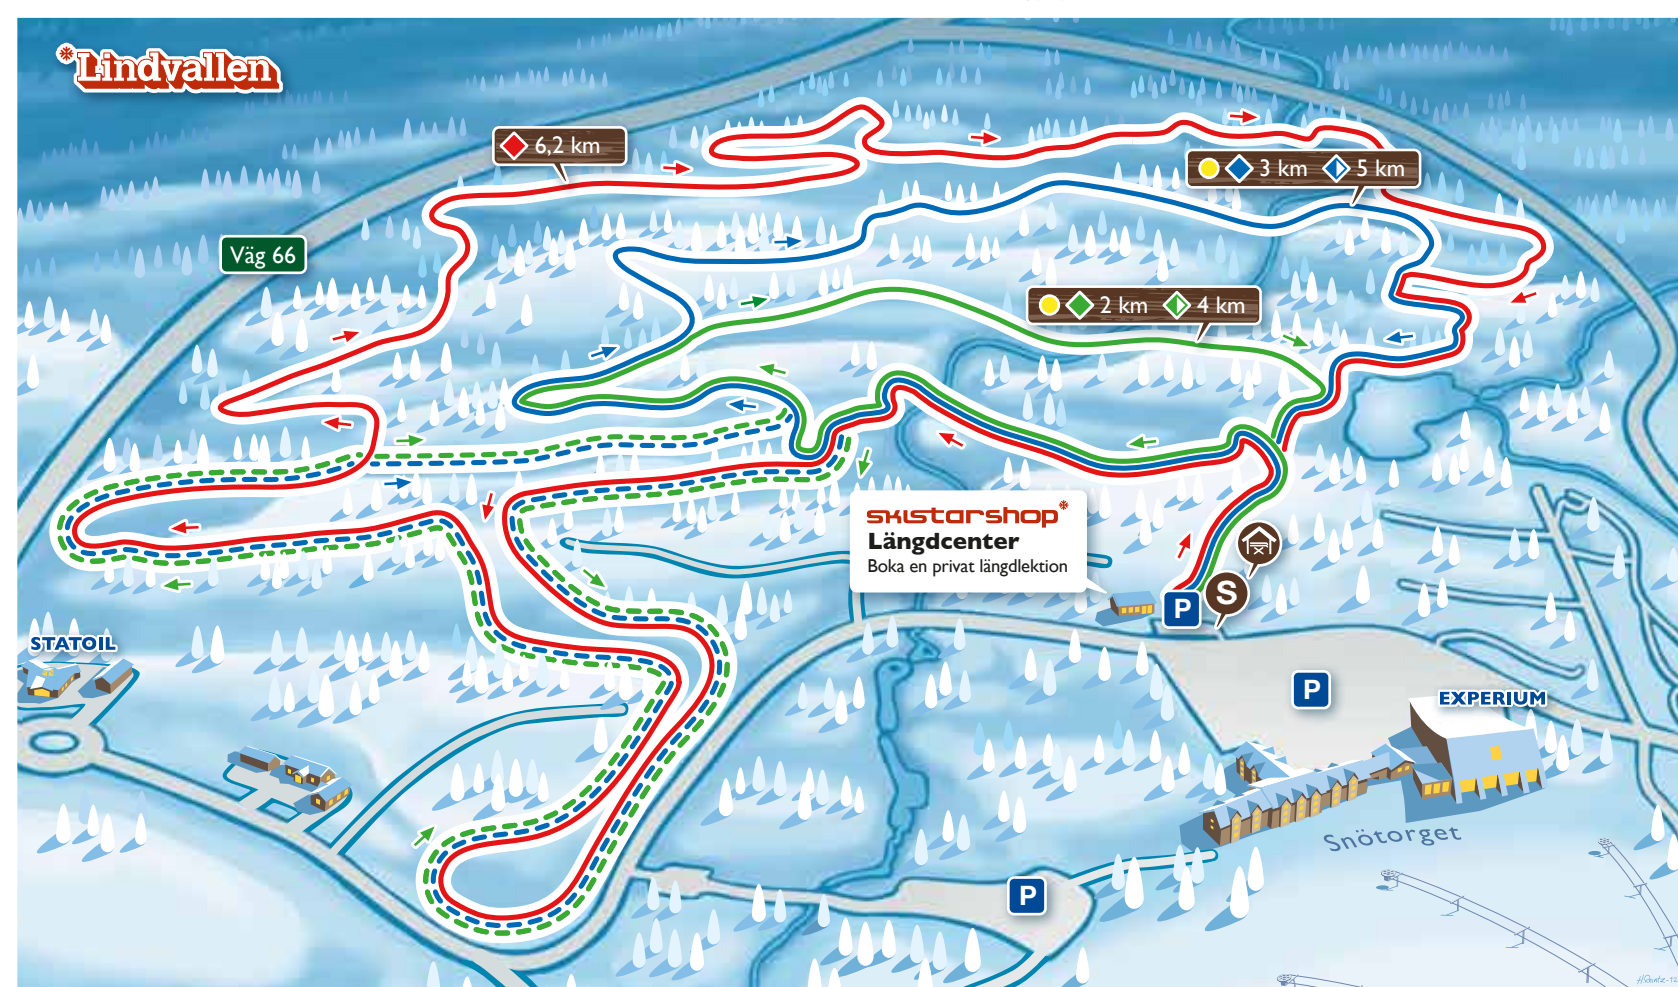 Lindvallen
6,2 km
3 km 5 km
Väg 66
2 km 4 km
skistarshop
Längdcenter
Boka en privat längdlektion
S
P
STATOIL
P
EXPERIUM
Snötorget
P